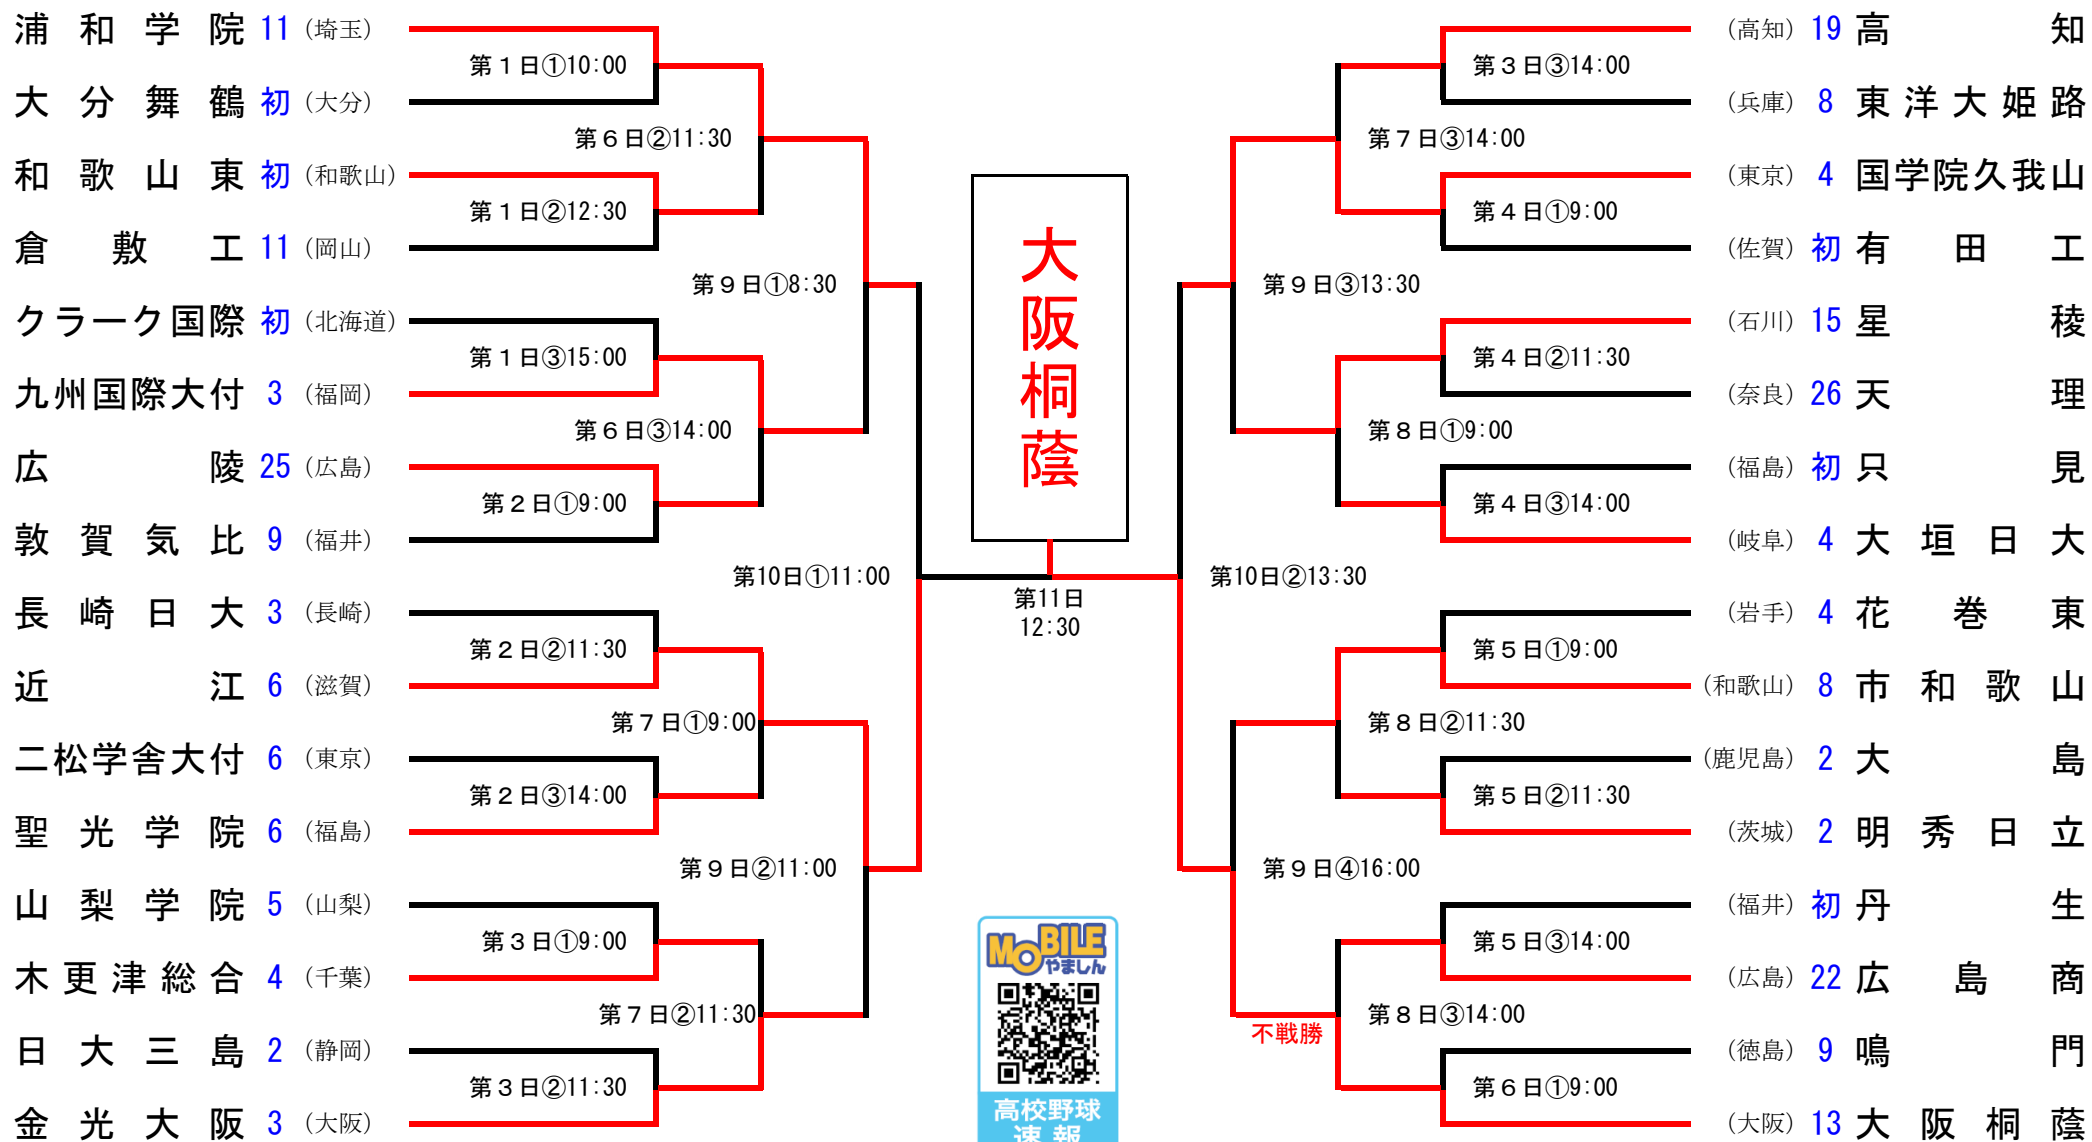 浦和学院 11 (埼玉)
第1日①10:00
大分舞鶴 初 (大分)
第6日②11:30
和歌山東 初 (和歌山)
第1日②12:30
倉敷工 11 (岡山)
第9日①8:30
クラーク国際 初 (北海道)
第1日③15:00
九州国際大付 3 (福岡)
第6日③14:00
広陵 25 (広島)
第2日①9:00
敦賀気比 9 (福井)
第10日①11:00
長崎日大 3 (長崎)
第2日②11:30
近江 6 (滋賀)
第7日①9:00
二松学舎大付 6 (東京)
第2日③14:00
聖光学院 6 (福島)
第9日②11:00
山梨学院 5 (山梨)
第3日①9:00
木更津総合 4 (千葉)
第7日②11:30
日大三島 2 (静岡)
第3日②11:30
金光大阪 3 (大阪)
大阪桐蔭
第11日
12:30
MOBILE
やましん
高校野球
速報
(高知) 19 高知
第3日③14:00
(兵庫) 8 東洋大姫路
第7日③14:00
(東京) 4 国学院久我山
第4日①9:00
(佐賀) 初 有田工
第9日③13:30
(石川) 15 星稜
第4日②11:30
(奈良) 26 天理
第8日①9:00
(福島) 初 只見
第4日③14:00
(岐阜) 4 大垣日大
第10日②13:30
(岩手) 4 花巻東
第5日①9:00
(和歌山) 8 市和歌山
第8日②11:30
(鹿児島) 2 大島
第5日②11:30
(茨城) 2 明秀日立
第9日④16:00
(福井) 初 丹生
第5日③14:00
(広島) 22 広島商
第8日③14:00
不戦勝
(徳島) 9 鳴門
第6日①9:00
(大阪) 13 大阪桐蔭